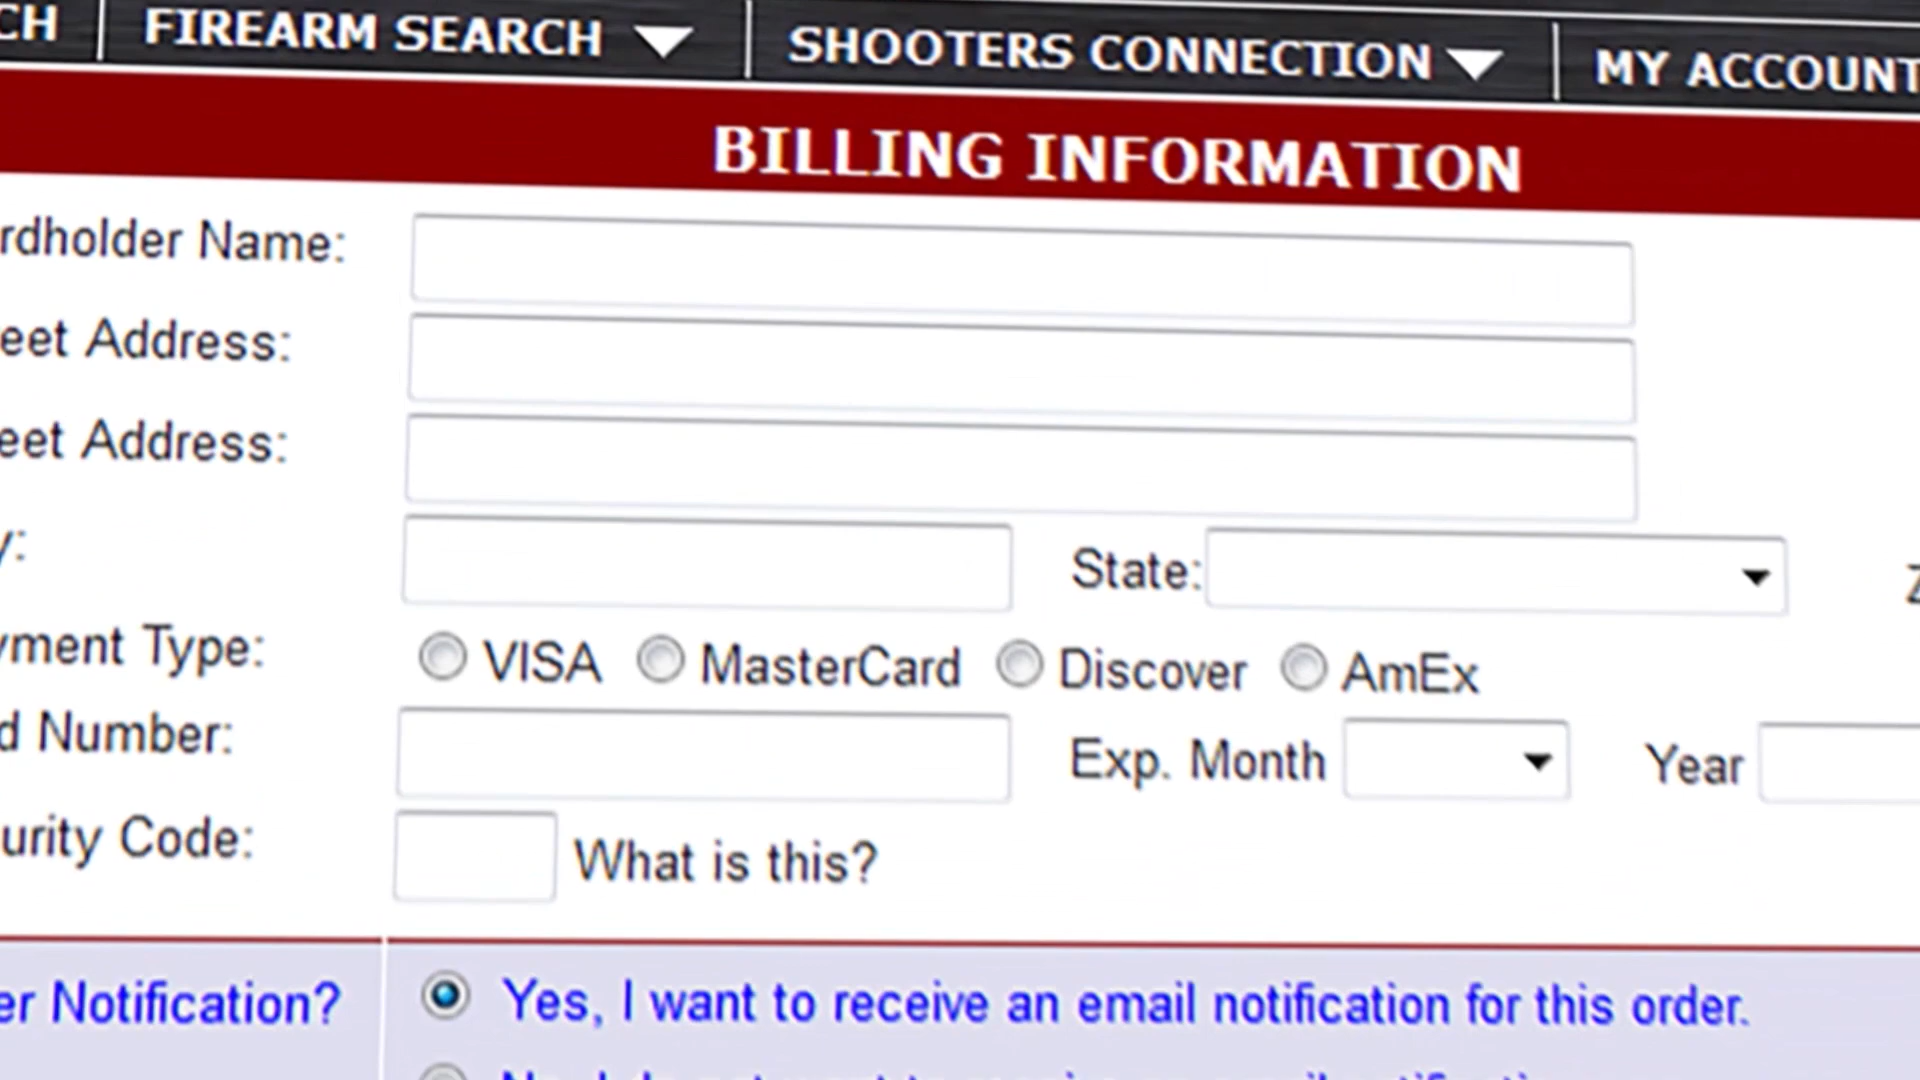 CH FIREARM SEARCH SHOOTERS CONNECTION MY ACCOUNT
BILLING INFORMATION
rdholder Name:
eet Address:
eet Address:
y: State: Z
yment Type: VISA MasterCard Discover AmEx
d Number: Exp. Month Year
urity Code: What is this?
er Notification? Yes, I want to receive an email notification for this order.